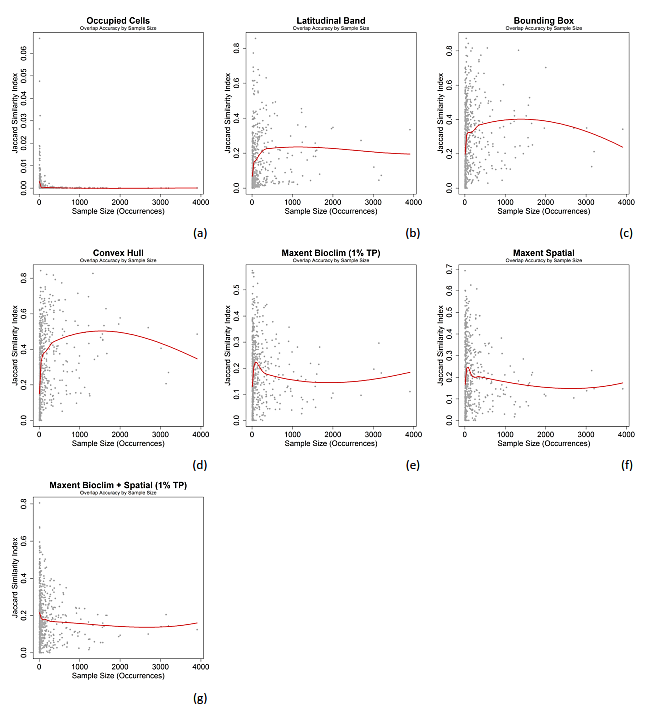 Occupied Cells
Overlap Accuracy by Sample Size
Jaccard Similarity Index
0.00
0.01
0.02
0.03
0.04
0.05
0.06
0
1000
2000
3000
4000
Sample Size (Occurrences)
(a)
Latitudinal Band
Overlap Accuracy by Sample Size
Jaccard Similarity Index
0.0
0.2
0.4
0.6
0.8
0
1000
2000
3000
4000
Sample Size (Occurrences)
(b)
Bounding Box
Overlap Accuracy by Sample Size
Jaccard Similarity Index
0.0
0.2
0.4
0.6
0.8
0
1000
2000
3000
4000
Sample Size (Occurrences)
(c)
Convex Hull
Overlap Accuracy by Sample Size
Jaccard Similarity Index
0.0
0.2
0.4
0.6
0.8
0
1000
2000
3000
4000
Sample Size (Occurrences)
(d)
Maxent Bioclim (1% TP)
Overlap Accuracy by Sample Size
Jaccard Similarity Index
0.0
0.1
0.2
0.3
0.4
0.5
0
1000
2000
3000
4000
Sample Size (Occurrences)
(e)
Maxent Spatial
Overlap Accuracy by Sample Size
Jaccard Similarity Index
0.0
0.1
0.2
0.3
0.4
0.5
0.6
0.7
0
1000
2000
3000
4000
Sample Size (Occurrences)
(f)
Maxent Bioclim + Spatial (1% TP)
Overlap Accuracy by Sample Size
Jaccard Similarity Index
0.0
0.2
0.4
0.6
0.8
0
1000
2000
3000
4000
Sample Size (Occurrences)
(g)